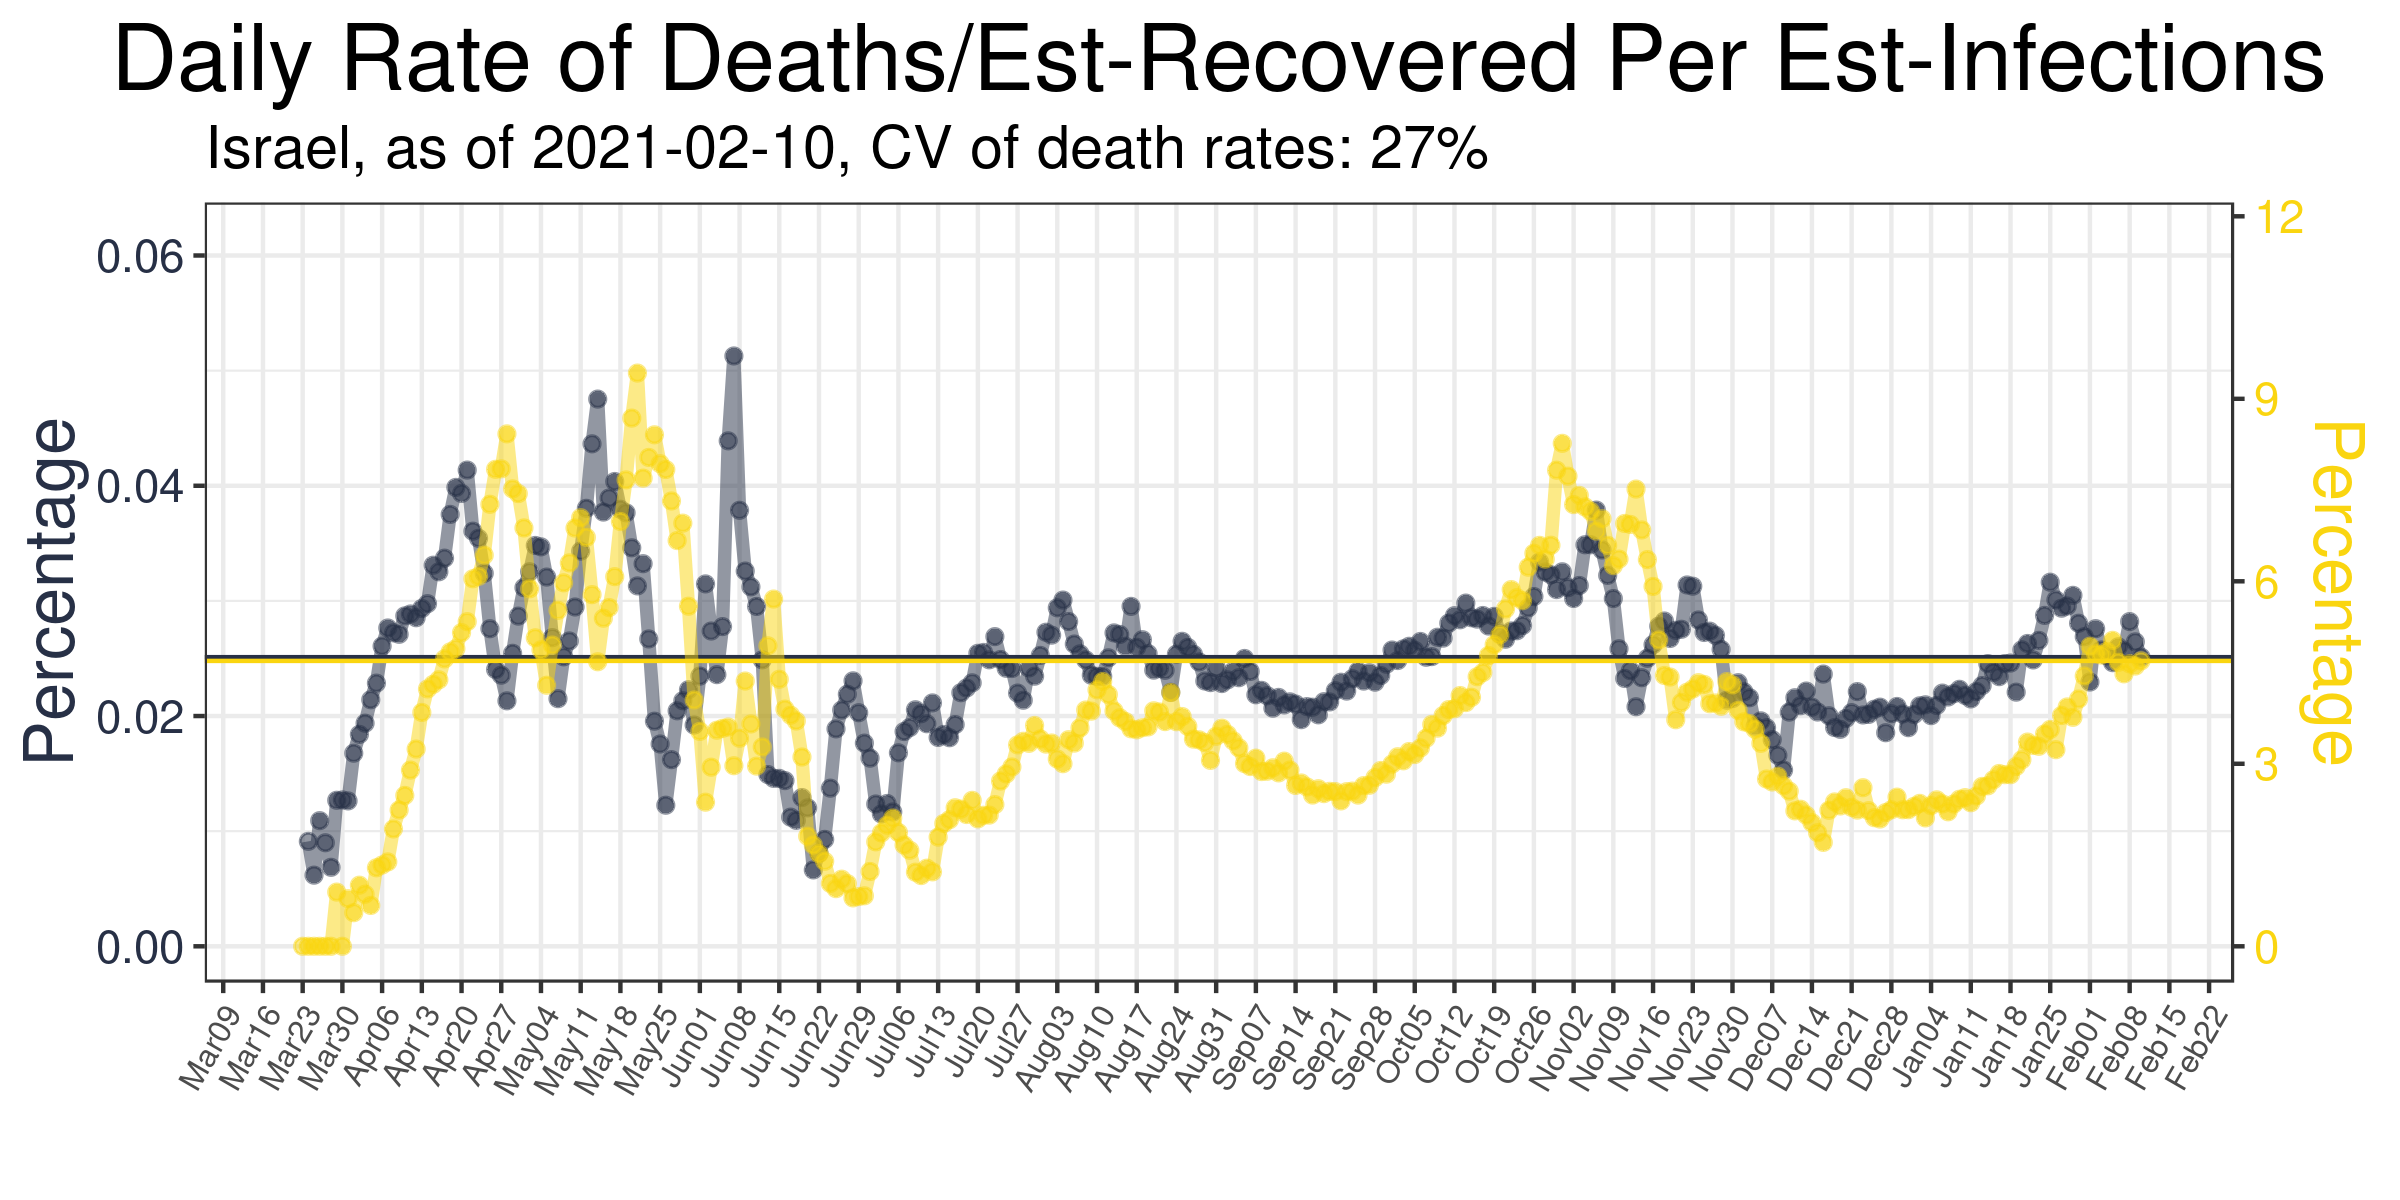 Daily Rate of Deaths/Est-Recovered Per Est-Infections
Israel, as of 2021-02-10, CV of death rates: 27%
Percentage
0.06
0.04
0.02
0.00
12
9
6
3
0
Percentage
Mar09
Mar16
Mar23
Mar30
Apr06
Apr13
Apr20
Apr27
May04
May11
May18
May25
Jun01
Jun08
Jun15
Jun22
Jun29
Jul06
Jul13
Jul20
Jul27
Aug03
Aug10
Aug17
Aug24
Aug31
Sep07
Sep14
Sep21
Sep28
Oct05
Oct12
Oct19
Oct26
Nov02
Nov09
Nov16
Nov23
Nov30
Dec07
Dec14
Dec21
Dec28
Jan04
Jan11
Jan18
Jan25
Feb01
Feb08
Feb15
Feb22